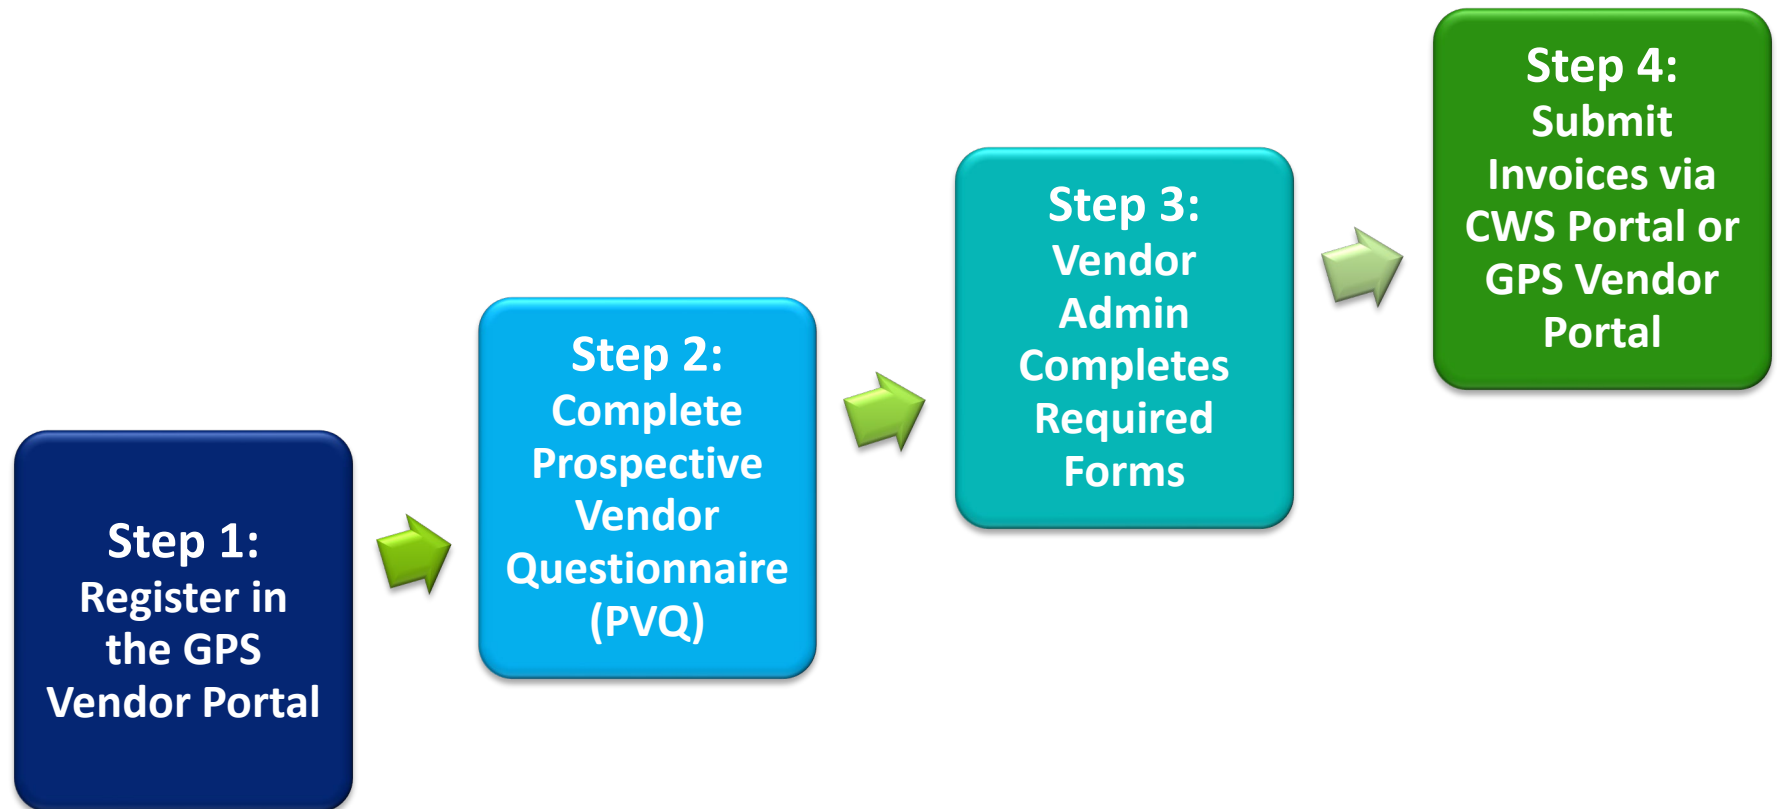 Step 1:
Register in
the GPS
Vendor Portal
Step 2:
Complete
Prospective
Vendor
Questionnaire
(PVQ)
Step 3:
Vendor
Admin
Completes
Required
Forms
Step 4:
Submit
Invoices via
CWS Portal or
GPS Vendor
Portal